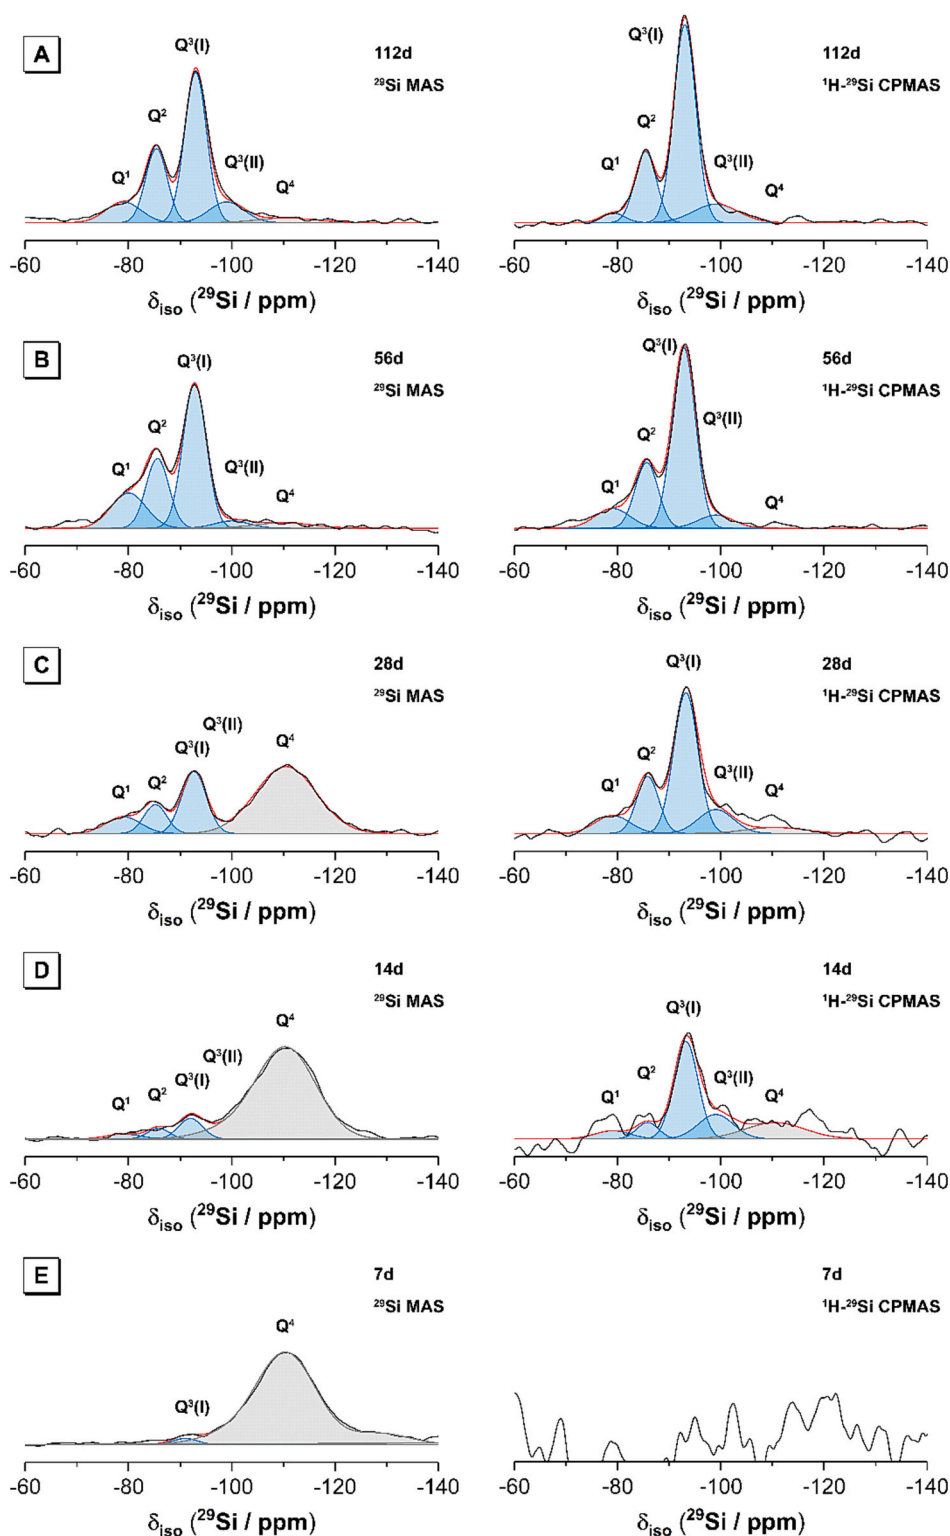 A
112d
²⁹Si MAS
Q³(I)
Q²
Q¹
Q³(II)
Q⁴
-60 -80 -100 -120 -140
δiso (²⁹Si / ppm)
112d
¹H-²⁹Si CPMAS
Q³(I)
Q²
Q¹
Q³(II)
Q⁴
-60 -80 -100 -120 -140
δiso (²⁹Si / ppm)
B
56d
²⁹Si MAS
Q³(I)
Q²
Q¹
Q³(II)
Q⁴
-60 -80 -100 -120 -140
δiso (²⁹Si / ppm)
56d
¹H-²⁹Si CPMAS
Q³(I)
Q³(II)
Q²
Q¹
Q⁴
-60 -80 -100 -120 -140
δiso (²⁹Si / ppm)
C
28d
²⁹Si MAS
Q³(II)
Q³(I)
Q⁴
Q¹
Q²
-60 -80 -100 -120 -140
δiso (²⁹Si / ppm)
28d
¹H-²⁹Si CPMAS
Q³(I)
Q²
Q¹
Q³(II)
Q⁴
-60 -80 -100 -120 -140
δiso (²⁹Si / ppm)
D
14d
²⁹Si MAS
Q⁴
Q³(II)
Q³(I)
Q²
Q¹
-60 -80 -100 -120 -140
δiso (²⁹Si / ppm)
14d
¹H-²⁹Si CPMAS
Q³(I)
Q²
Q³(II)
Q¹
Q⁴
-60 -80 -100 -120 -140
δiso (²⁹Si / ppm)
E
7d
²⁹Si MAS
Q⁴
Q³(I)
-60 -80 -100 -120 -140
δiso (²⁹Si / ppm)
7d
¹H-²⁹Si CPMAS
-60 -80 -100 -120 -140
δiso (²⁹Si / ppm)